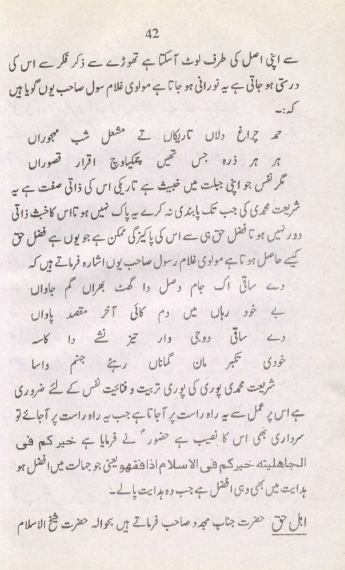 42
سے اپنی اصل کی طرف لوٹ آسکتا ہے تھوڑے سے ذکر فکر سے اس کی
درستی ہو جاتی ہے یہ نورانی ہو جاتا ہے مولوی غلام سول صاحب یوں گویا ہیں
کہ:۔
حمد چراغ دلاں تاریکاں تے مشعل شب مہجوراں
ہر ہر ذرہ جس تھیں چمکیاوچ اقرار قصوراں
مگر نفس جو اپنی جبلت میں خبیث ہے تاریکی اس کی ذاتی صفت ہے یہ
شریعت محمدی کی جب تک پابندی نہ کرے یہ پاک نہیں ہوتا اس کا خبث ذاتی
دور نہیں ہوتا فضل حق ہی سے اس کی پاکیزگی ممکن ہے جو یوں ہے فضل حق
کیسے حاصل ہوتا ہے مولوی غلام رسول صاحب یوں اشارہ فرماتے ہیں کہ
دے ساقی اک جام وصل دا گھٹ بھراں گم جاواں
بے خود رہاں میں دم کائی آخر مقصد پاواں
دے ساقی دوجی وار تیز نشے دا کاسہ
خودی تکبر مان گماناں رہے جہنم واسا
شریعت محمدی پوری کی پوری تربیت و فنائیت نفس کے لئے ضروری
ہے اس پر عمل سے یہ راہ راست پر آجاتا ہے جب یہ راہ راست پر آجائے تو
سرداری بھی اس کا نصیب ہے حضور ؐ نے فرمایا ہے خیرکم فی
الجاھلیتہ خیرکم فی الاسلام اذا فقھو یعنی جو جہالت میں افضل ہو
ہدایت میں بھی وہی افضل ہے جب وہ ہدایت پالے۔
اہل حق حضرت جناب مجدد صاحب فرماتے ہیں بحوالہ حضرت شیخ الاسلام